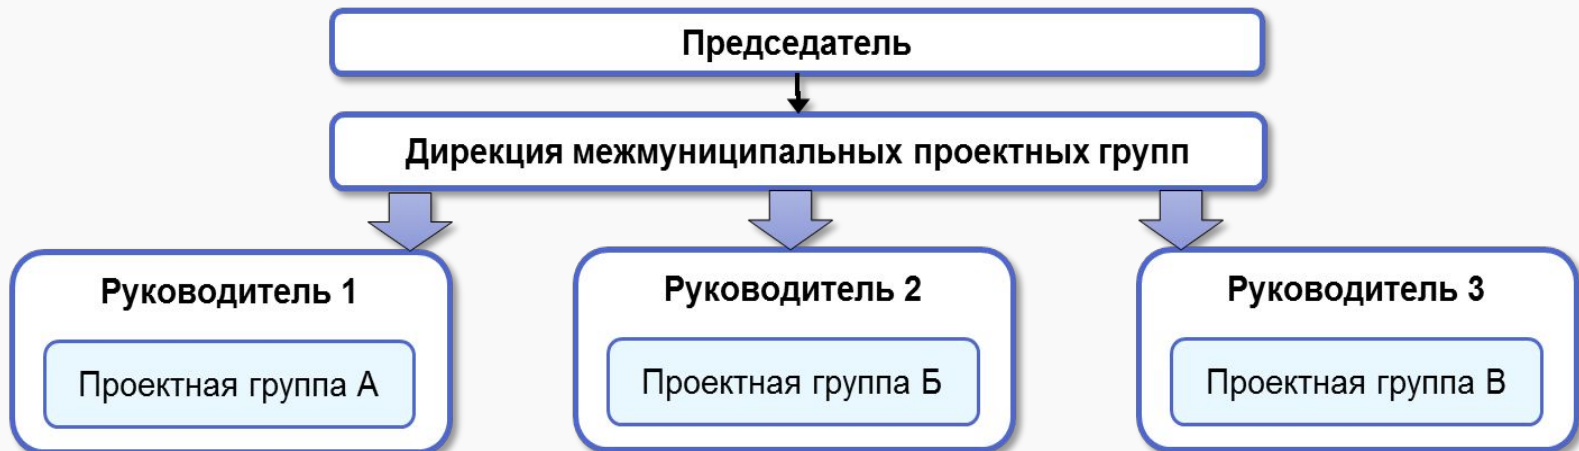 Председатель
Дирекция межмуниципальных проектных групп
Руководитель 1
Проектная группа А
Руководитель 2
Проектная группа Б
Руководитель 3
Проектная группа В